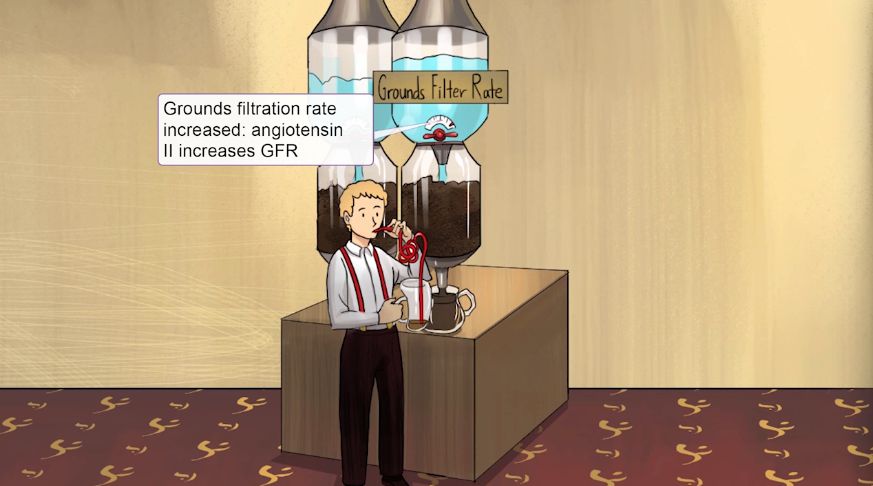 Grounds Filter Rate
Grounds filtration rate
increased: angiotensin
II increases GFR